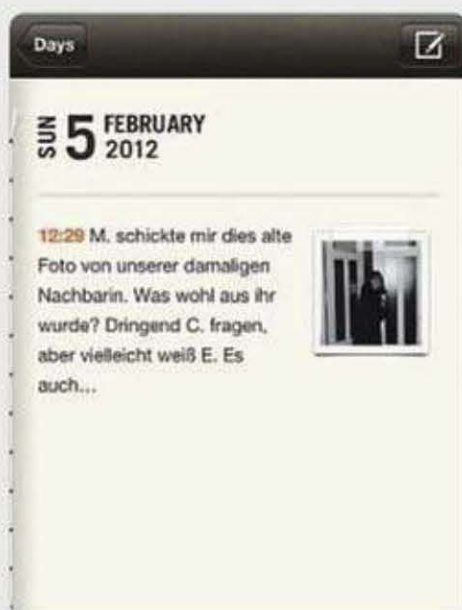 Days
SUN 5 FEBRUARY
2012
12:29 M. schickte mir dies alte
Foto von unserer damaligen
Nachbarin. Was wohl aus ihr
wurde? Dringend C. fragen,
aber vielleicht weiß E. Es
auch...